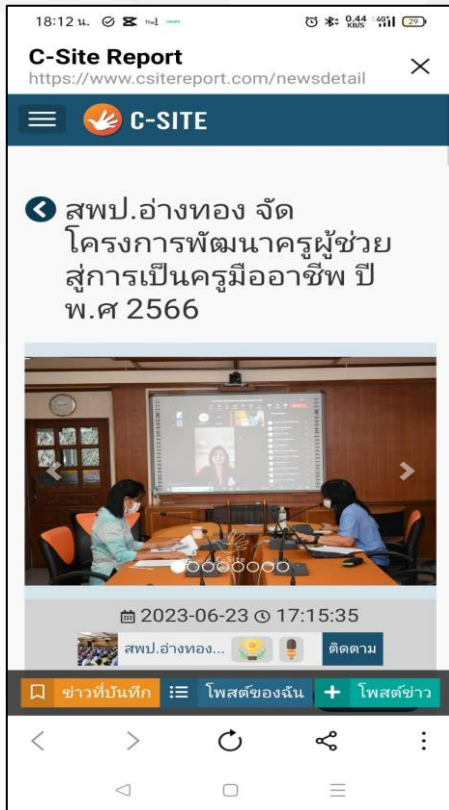 18:12 น.
0.44 KB/S 4G 29
C-Site Report
https://www.csitereport.com/newsdetail
C-SITE
สพป.อ่างทอง จัด
โครงการพัฒนาครูผู้ช่วย
สู่การเป็นครูมืออาชีพ ปี
พ.ศ 2566
C-Site
2023-06-23 17:15:35
สพป.อ่างทอง... ติดตาม
ข่าวที่บันทึก โพสต์ของฉัน + โพสต์ข่าว